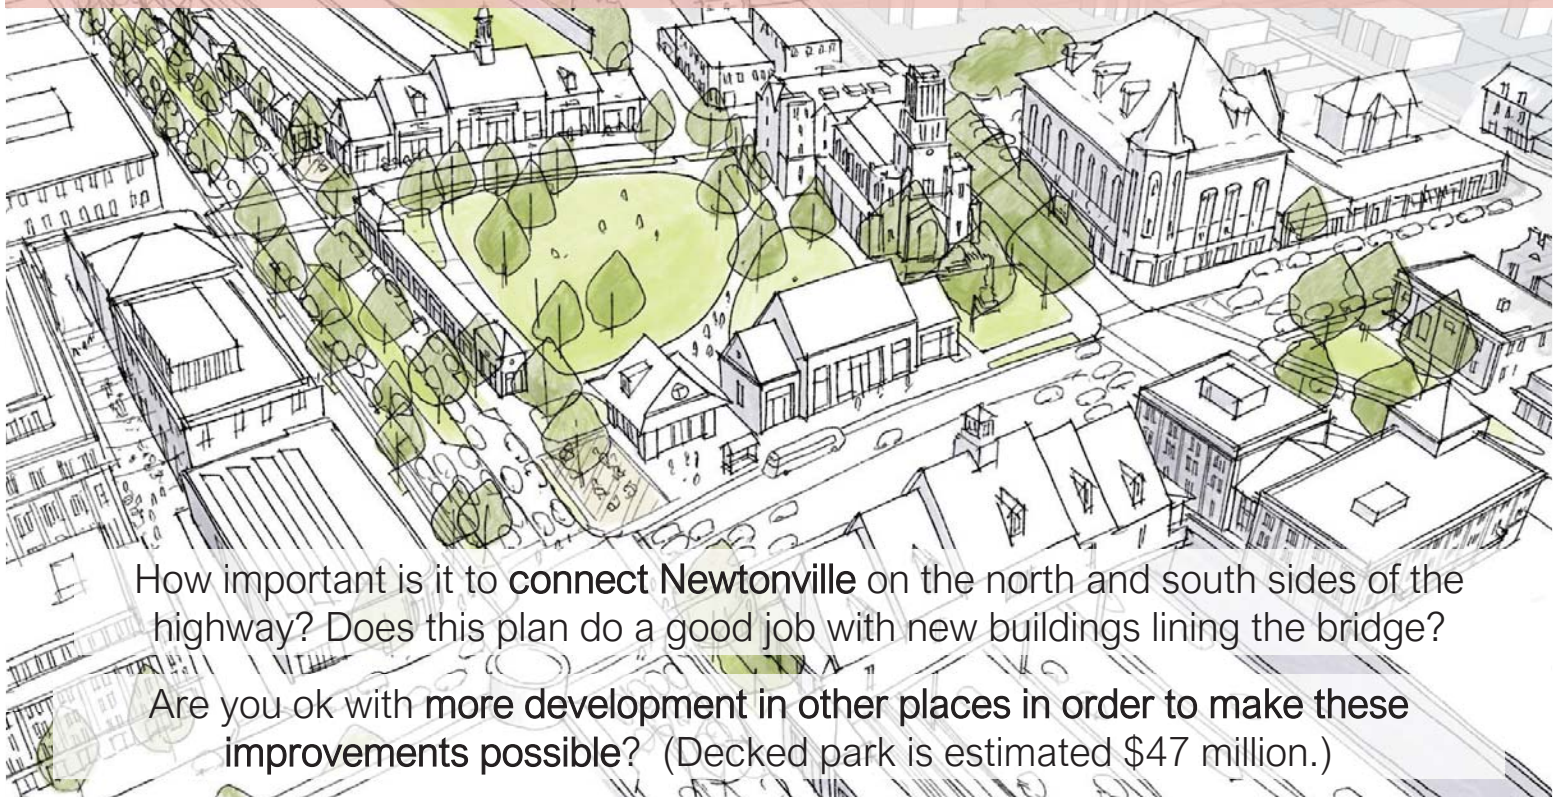 How important is it to connect Newtonville on the north and south sides of the
highway? Does this plan do a good job with new buildings lining the bridge?
Are you ok with more development in other places in order to make these
improvements possible? (Decked park is estimated $47 million.)